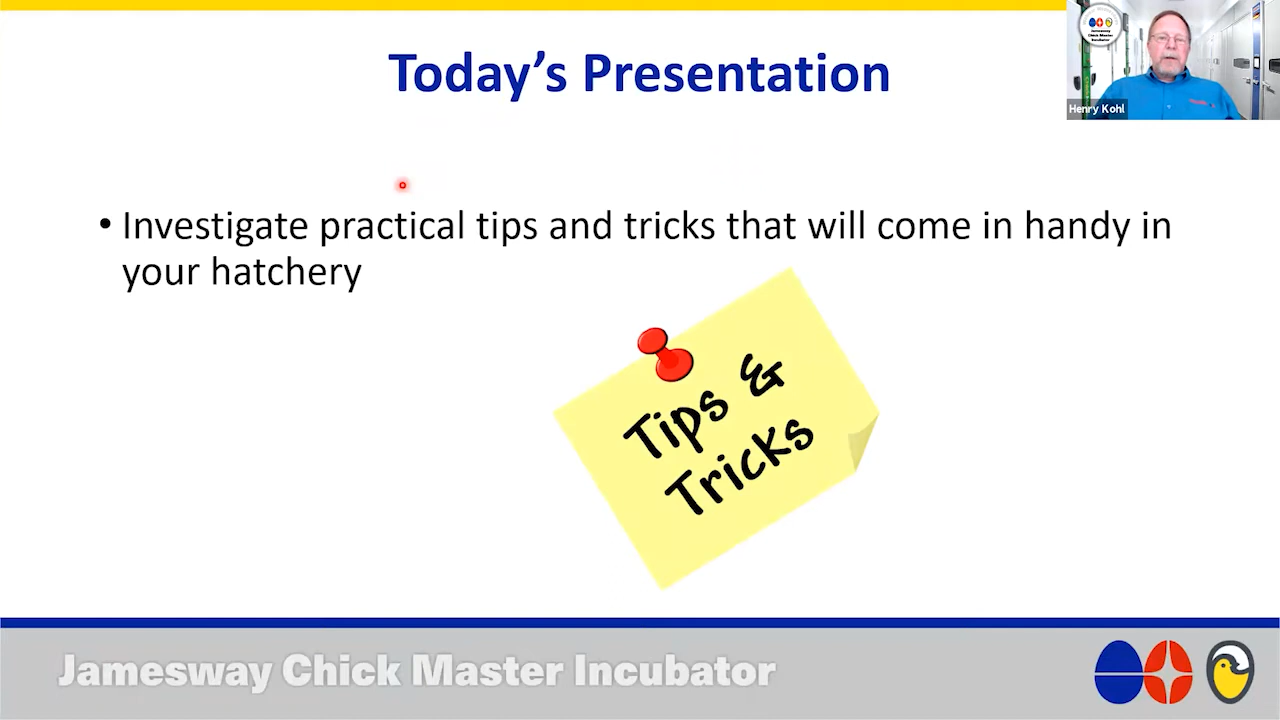 Today's Presentation
Henry Kohl
• Investigate practical tips and tricks that will come in handy in
your hatchery
Tips &
Tricks
Jamesway Chick Master Incubator